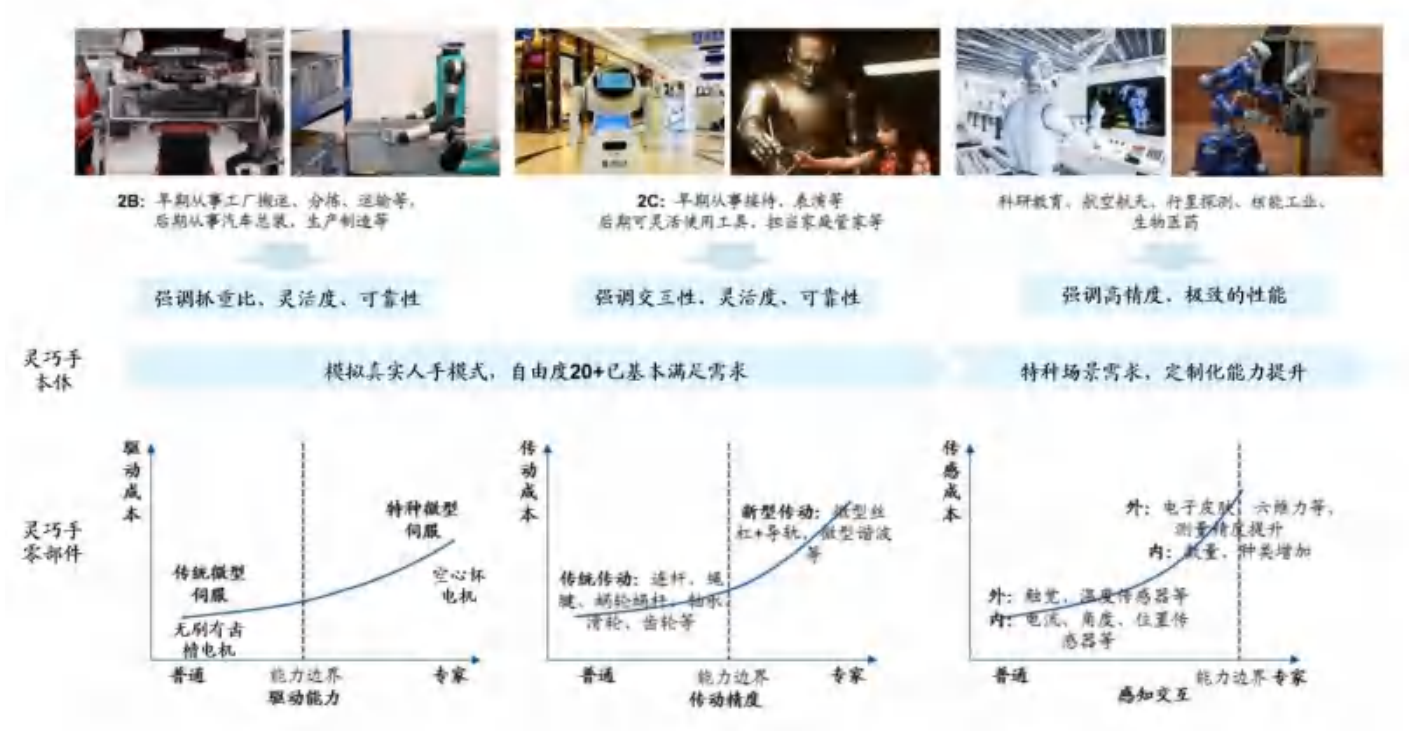 2B：早期从事工厂搬运、分拣、运输等，
后期从事汽车总装、生产制造等
2C：早期从事接待、表演等
后期可灵活使用工具、担当家庭管家等
科研教育、航空航天、行星探测、核能工业、
生物医药
强调抓重比、灵活度、可靠性
强调交互性、灵活度、可靠性
强调高精度、极致的性能
灵巧手
本体
模拟真实人手模式，自由度20+已基本满足需求
特种场景需求、定制化能力提升
灵巧手
零部件
驱动成本
特种微型
伺服
空心杯
电机
传统微型
伺服
无刷有齿
槽电机
普通
能力边界
专家
驱动能力
传动成本
新型传动：微型丝
杠+导轨、微型谐波
等
传统传动：连杆、绳
腱、蜗轮蜗杆、轴承、
滑轮、齿轮等
普通
能力边界
专家
传动精度
传感成本
外：电子皮肤、六维力等，
测量精度提升
内：数量、种类增加
外：触觉、温度传感器等
内：电流、角度、位置传
感器等
普通
能力边界
专家
感知交互